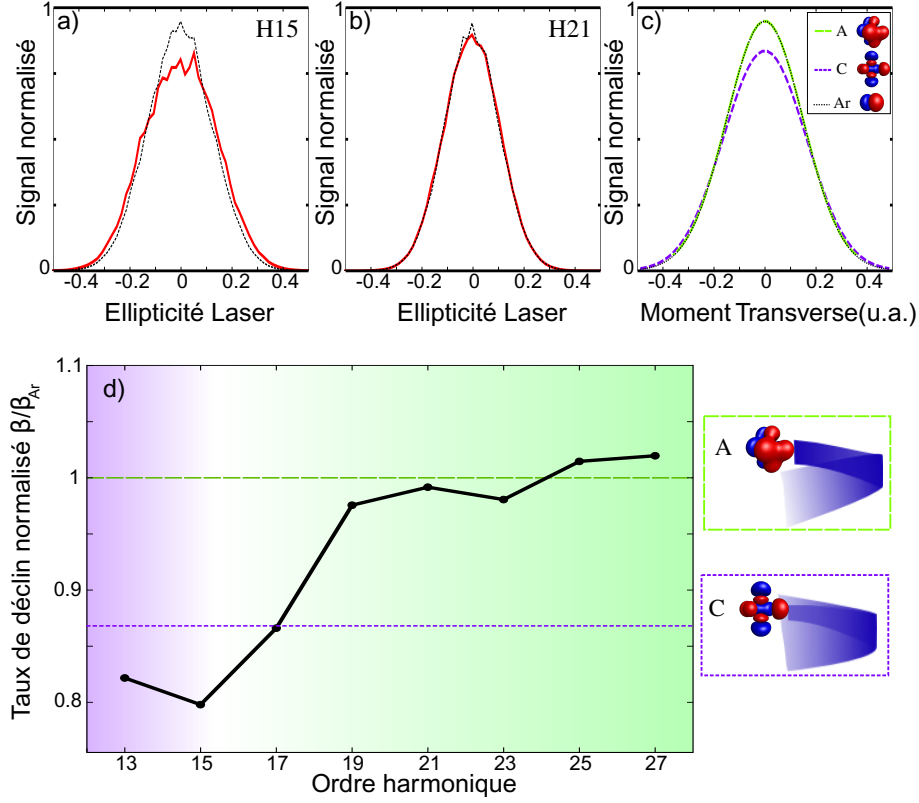 a) H15
Signal normalisé
1
0
-0.4 -0.2 0 0.2 0.4
Ellipticité Laser
b) H21
Signal normalisé
1
0
-0.4 -0.2 0 0.2 0.4
Ellipticité Laser
c)
A
C
Ar
Signal normalisé
1
0
-0.4 -0.2 0 0.2 0.4
Moment Transverse(u.a.)
d)
Taux de déclin normalisé β/βAr
1.1
1
0.9
0.8
13 15 17 19 21 23 25 27
Ordre harmonique
A
C